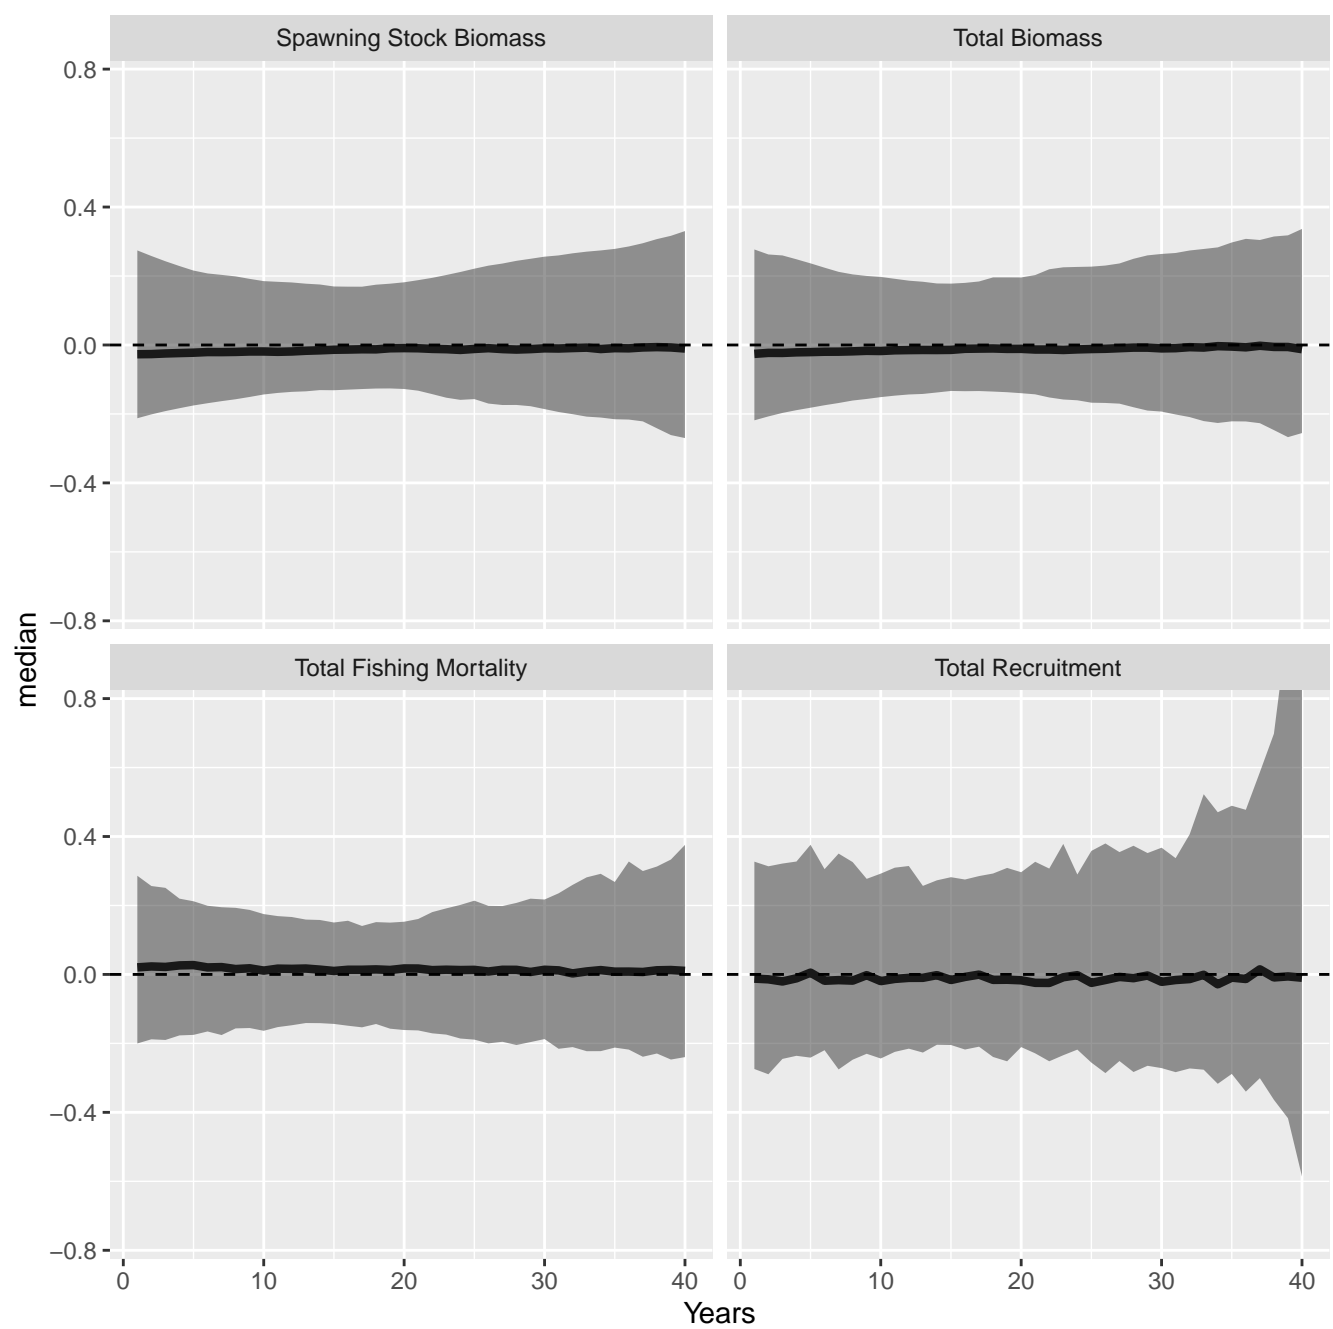 Spawning Stock Biomass
Total Biomass
0.8
0.4
0.0
−0.4
−0.8
median
Total Fishing Mortality
Total Recruitment
0.8
0.4
0.0
−0.4
−0.8
0 10 20 30 40
0 10 20 30 40
Years